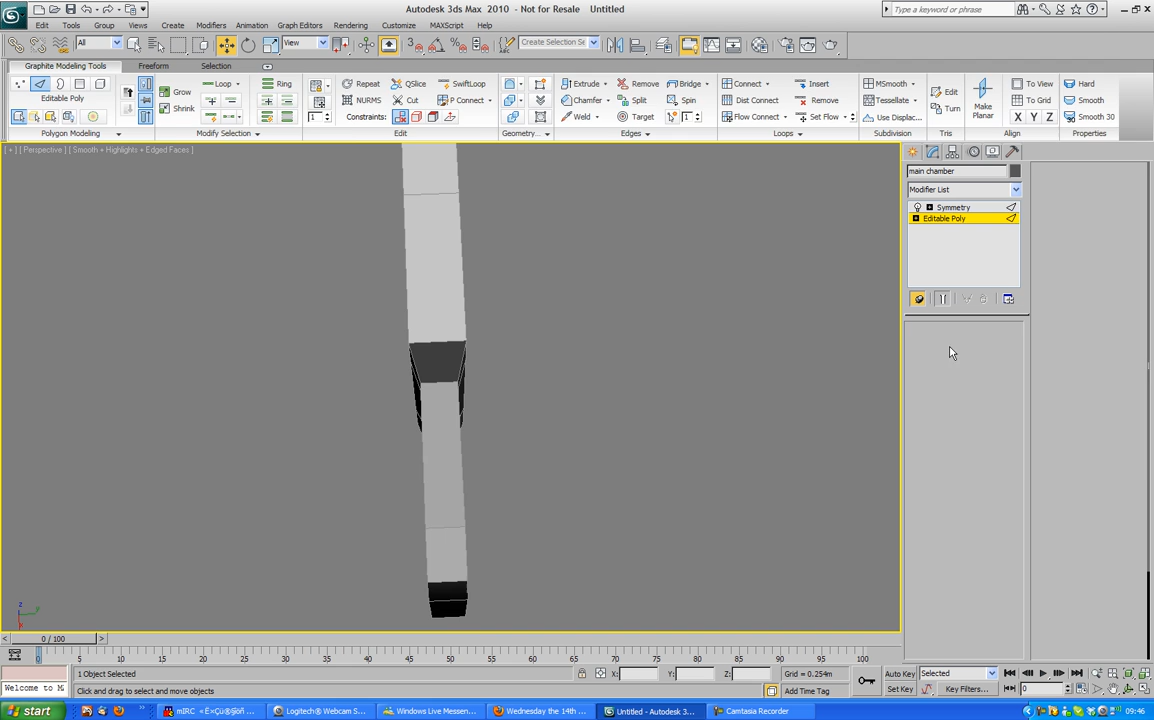 Autodesk 3ds Max 2010 - Not for Resale Untitled
Type a keyword or phrase
Edit Tools Group Views Create Modifiers Animation Graph Editors Rendering Customize MAXScript Help
All View Create Selection Se
Graphite Modeling Tools Freeform Selection
Loop Ring Repeat QSlice SwiftLoop Extrude Remove Bridge Connect Insert MSmooth To View Hard
Grow Edit
Editable Poly NURMS Cut P Connect Chamfer Split Spin Dist Connect Remove Tessellate Make Planar To Grid Smooth
Shrink Turn
1 Constraints: Weld Target 1 Flow Connect Set Flow Use Displac... X Y Z Smooth 30
Polygon Modeling Modify Selection Edit Geometry... Edges Loops Subdivision Tris Align Properties
[ + ] [ Perspective ] [ Smooth + Highlights + Edged Faces ]
main chamber
Modifier List
Symmetry
Editable Poly
z
y
x
0 / 100
0 5 10 15 20 25 30 35 40 45 50 55 60 65 70 75 80 85 90 95 100
1 Object Selected X: Y: Z: Grid = 0.254m Auto Key Selected
Welcome to M Click and drag to select and move objects Add Time Tag Set Key Key Filters... 0
start Logitech® Webcam S... Windows Live Messen... Wednesday the 14th ... Untitled - Autodesk 3... Camtasia Recorder 09:46